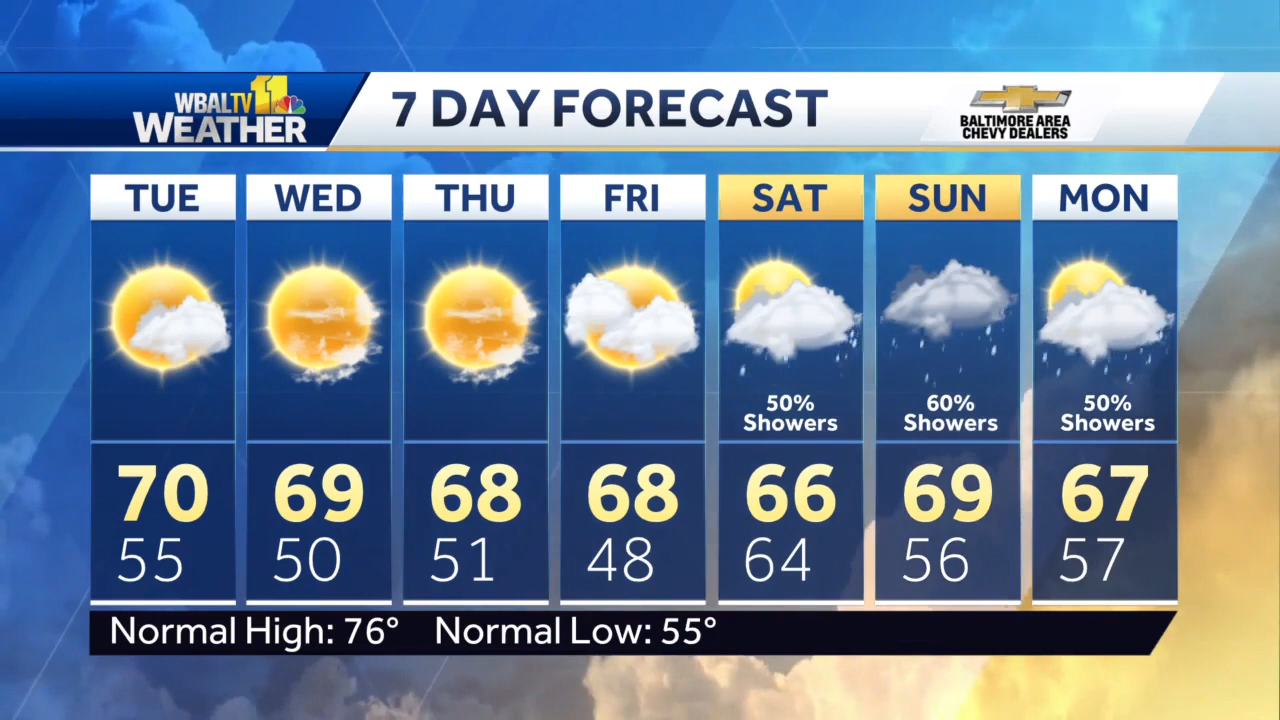 WBALTV 11
WEATHER
7 DAY FORECAST
BALTIMORE AREA
CHEVY DEALERS
TUE WED THU FRI SAT SUN MON
50% 60% 50%
Showers Showers Showers
70 69 68 68 66 69 67
55 50 51 48 64 56 57
Normal High: 76° Normal Low: 55°